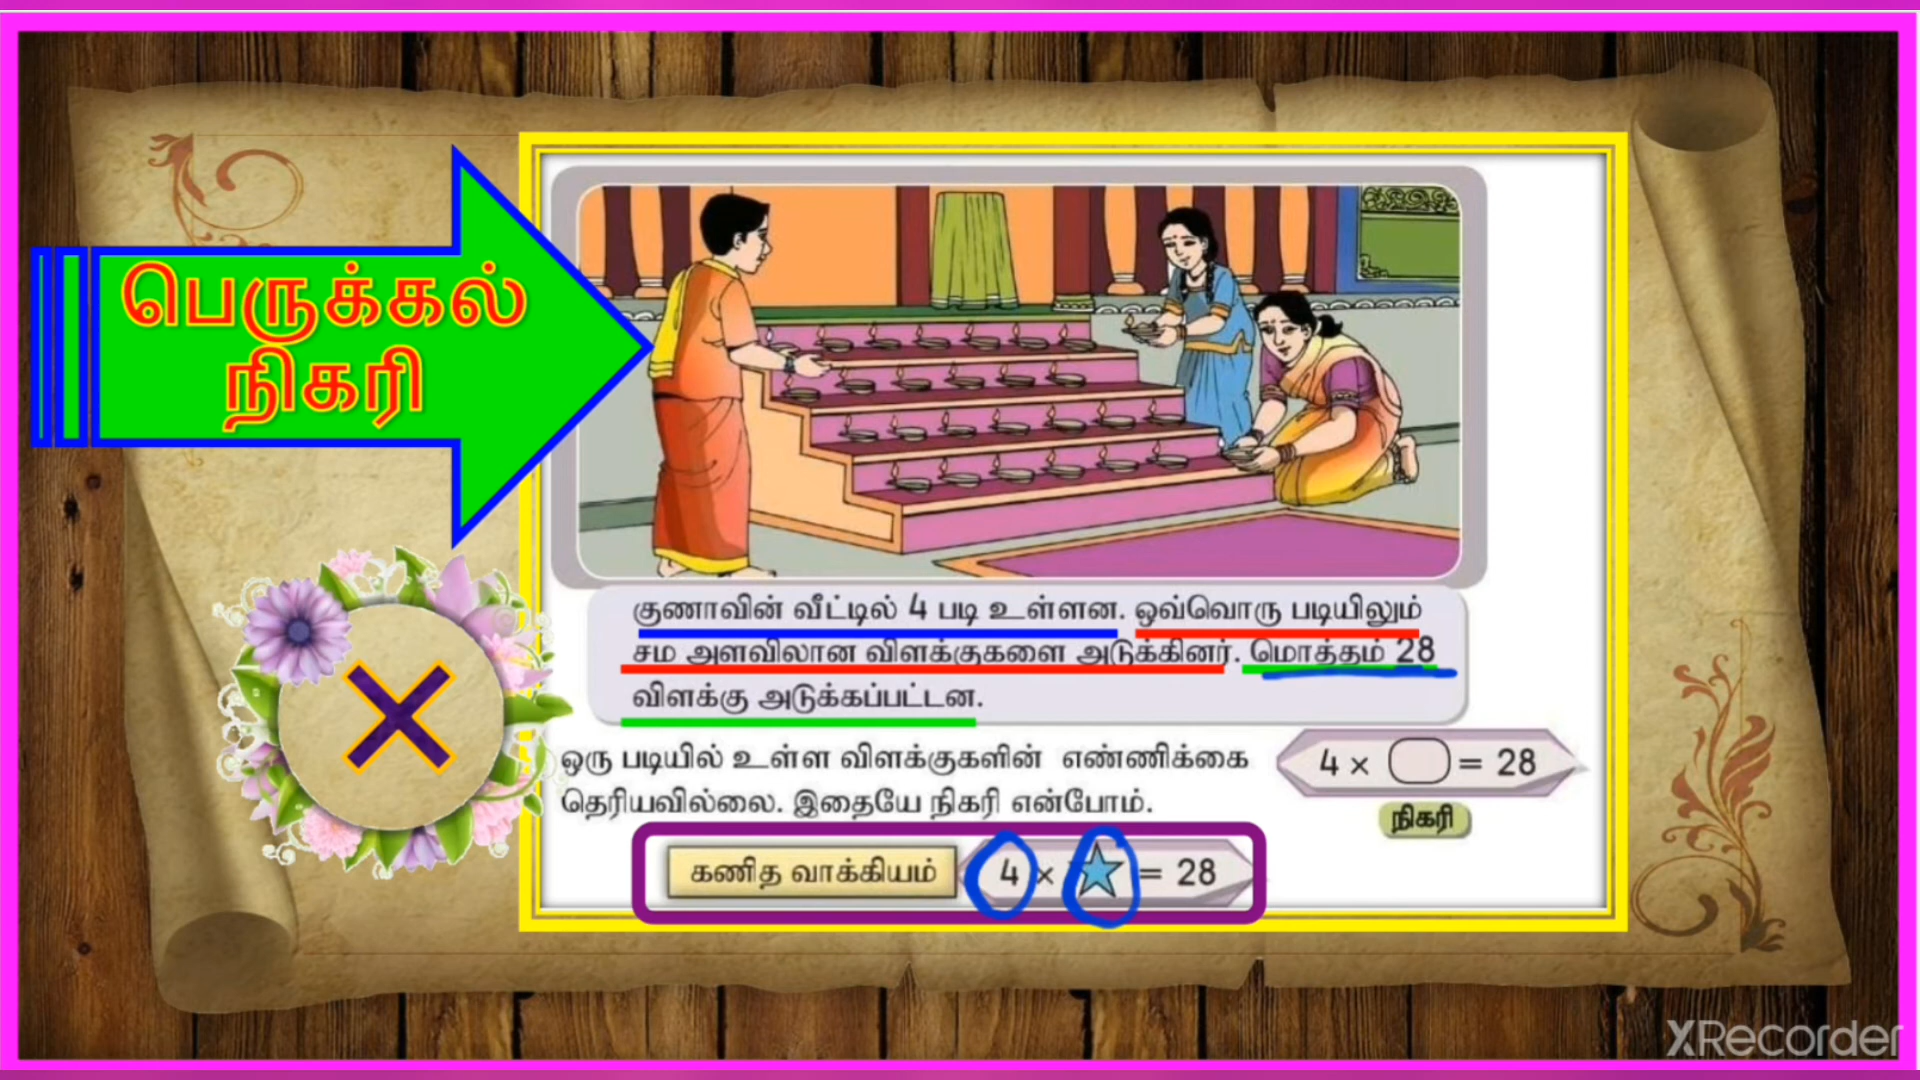 பெருக்கல்
நிகரி
குணாவின் வீட்டில் 4 படி உள்ளன. ஒவ்வொரு படியிலும்
சம அளவிலான விளக்குகளை அடுக்கினர். மொத்தம் 28
விளக்கு அடுக்கப்பட்டன.
ஒரு படியில் உள்ள விளக்குகளின் எண்ணிக்கை
தெரியவில்லை. இதையே நிகரி என்போம்.
4 × = 28
நிகரி
கணித வாக்கியம் 4 × ★ = 28
XRecorder